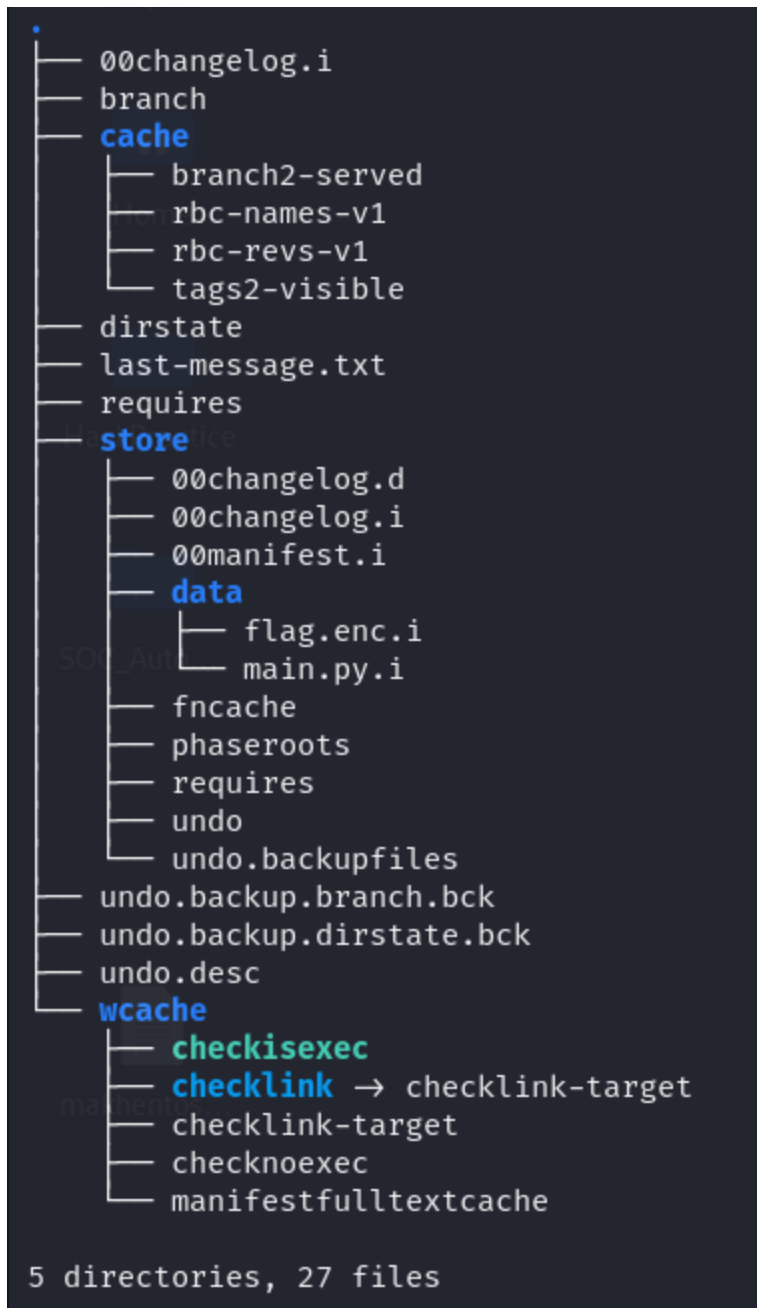 .
├── 00changelog.i
├── branch
├── cache
│   ├── branch2-served
│   ├── rbc-names-v1
│   ├── rbc-revs-v1
│   └── tags2-visible
├── dirstate
├── last-message.txt
├── requires
├── store
│   ├── 00changelog.d
│   ├── 00changelog.i
│   ├── 00manifest.i
│   ├── data
│   │   ├── flag.enc.i
│   │   └── main.py.i
│   ├── fncache
│   ├── phaseroots
│   ├── requires
│   ├── undo
│   └── undo.backupfiles
├── undo.backup.branch.bck
├── undo.backup.dirstate.bck
├── undo.desc
└── wcache
    ├── checkisexec
    ├── checklink → checklink-target
    ├── checklink-target
    ├── checknoexec
    └── manifestfulltextcache
5 directories, 27 files